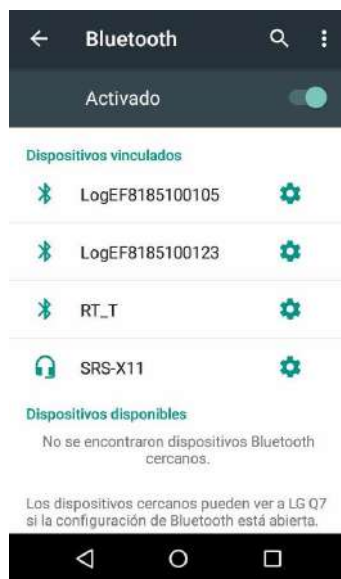 Bluetooth
Activado
Dispositivos vinculados
LogEF8185100105
LogEF8185100123
RT_T
SRS-X11
Dispositivos disponibles
No se encontraron dispositivos Bluetooth
cercanos.
Los dispositivos cercanos pueden ver a LG Q7
si la configuración de Bluetooth está abierta.